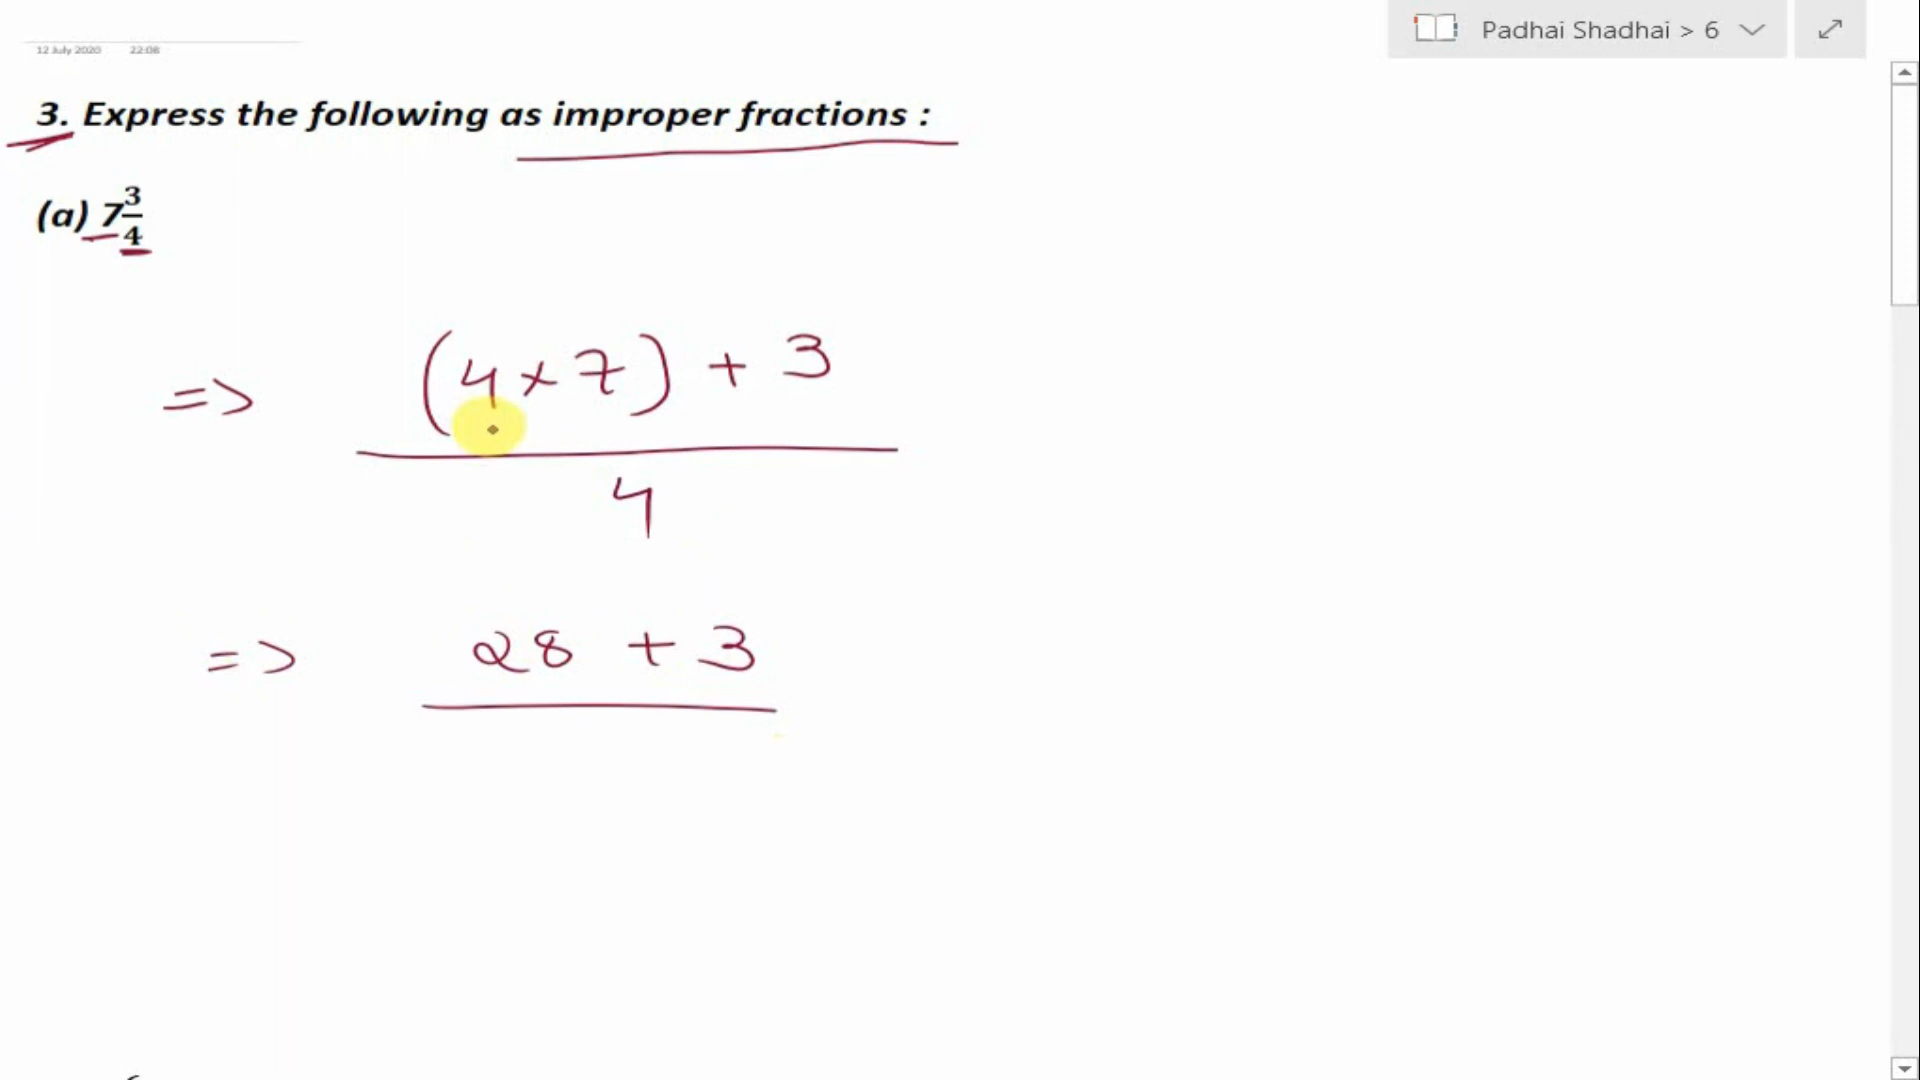 Padhai Shadhai > 6
12 July 2020 22:08
3. Express the following as improper fractions :
(a) 7 3/4
=> (4 x 7) + 3
4
=> 28 + 3